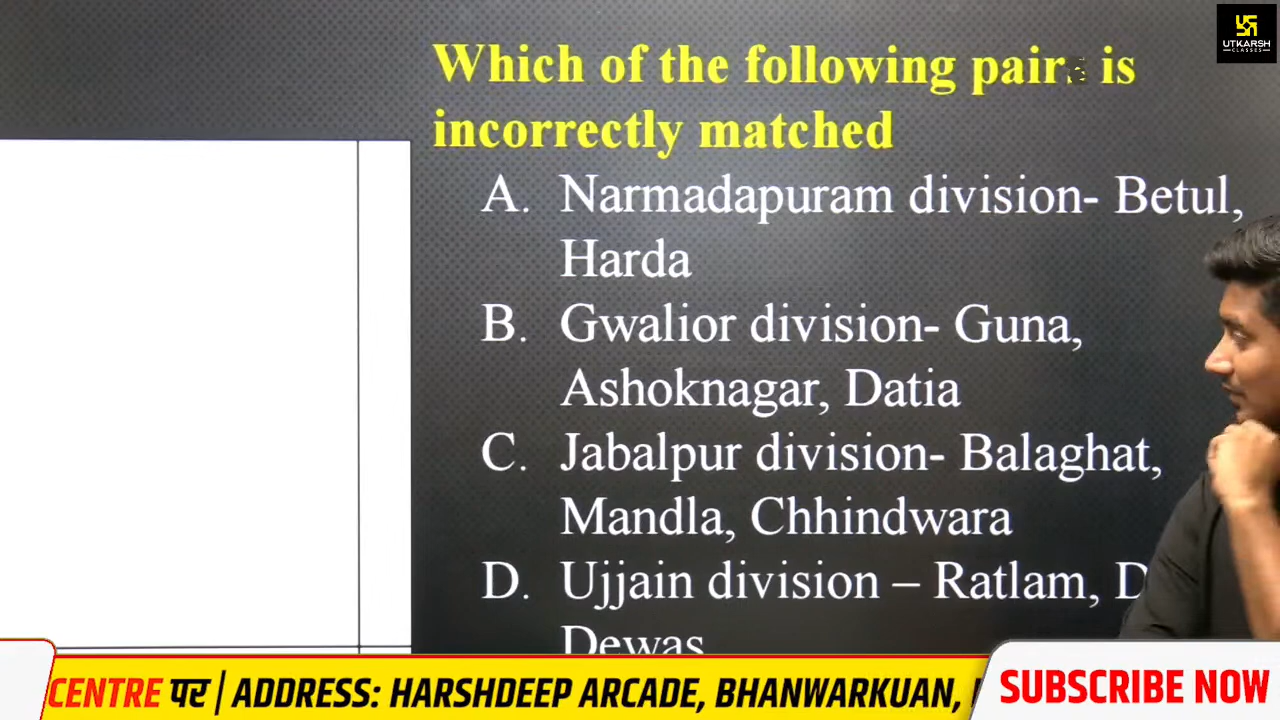 UTKARSH
CLASSES
Which of the following pairs is
incorrectly matched
A. Narmadapuram division- Betul,
Harda
B. Gwalior division- Guna,
Ashoknagar, Datia
C. Jabalpur division- Balaghat,
Mandla, Chhindwara
D. Ujjain division – Ratlam,
Dewas
CENTRE पर | ADDRESS: HARSHDEEP ARCADE, BHANWARKUAN,
SUBSCRIBE NOW